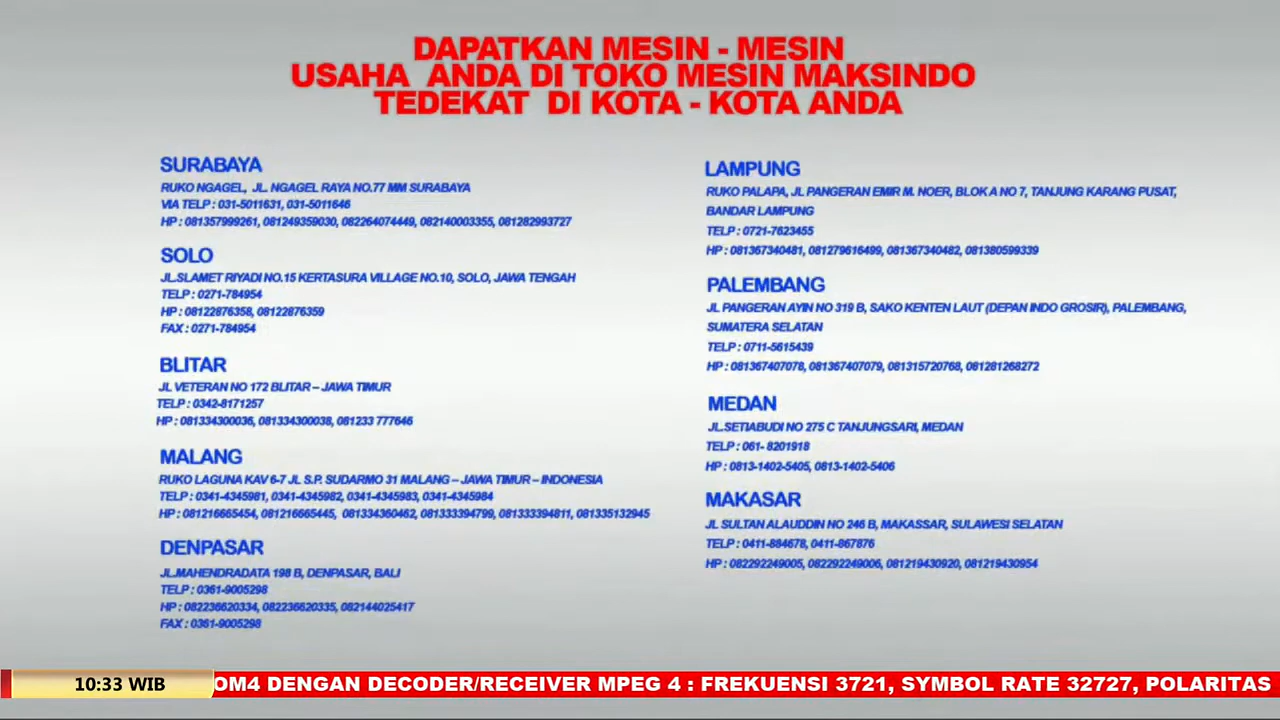 DAPATKAN MESIN - MESIN
USAHA ANDA DI TOKO MESIN MAKSINDO
TEDEKAT DI KOTA - KOTA ANDA
SURABAYA
RUKO NGAGEL, JL. NGAGEL RAYA NO.77 MM SURABAYA
VIA TELP : 031-5011631, 031-5011646
HP : 081357999261, 081249359030, 082264074449, 082140003355, 081282993727
SOLO
JL.SLAMET RIYADI NO.15 KERTASURA VILLAGE NO.10, SOLO, JAWA TENGAH
TELP : 0271-784954
HP : 08122876358, 08122876359
FAX : 0271-784954
BLITAR
JL VETERAN NO 172 BLITAR – JAWA TIMUR
TELP : 0342-8171257
HP : 081334300036, 081334300038, 081233 777646
MALANG
RUKO LAGUNA KAV 6-7 JL S.P. SUDARMO 31 MALANG – JAWA TIMUR – INDONESIA
TELP : 0341-4345981, 0341-4345982, 0341-4345983, 0341-4345984
HP : 081216665454, 081216665445, 081334360462, 081333394799, 081333394811, 081335132945
DENPASAR
JL.MAHENDRADATA 198 B, DENPASAR, BALI
TELP : 0361-9005298
HP : 082236620334, 082236620335, 082144025417
FAX : 0361-9005298
LAMPUNG
RUKO PALAPA, JL PANGERAN EMIR M. NOER, BLOK A NO 7, TANJUNG KARANG PUSAT,
BANDAR LAMPUNG
TELP : 0721-7623455
HP : 081367340481, 081279616499, 081367340482, 081380599339
PALEMBANG
JL PANGERAN AYIN NO 319 B, SAKO KENTEN LAUT (DEPAN INDO GROSIR), PALEMBANG,
SUMATERA SELATAN
TELP : 0711-5615439
HP : 081367407078, 081367407079, 081315720768, 081281268272
MEDAN
JL.SETIABUDI NO 275 C TANJUNGSARI, MEDAN
TELP : 061- 8201918
HP : 0813-1402-5405, 0813-1402-5406
MAKASAR
JL SULTAN ALAUDDIN NO 246 B, MAKASSAR, SULAWESI SELATAN
TELP : 0411-884678, 0411-867876
HP : 082292249005, 082292249006, 081219430920, 081219430954
10:33 WIB
OM4 DENGAN DECODER/RECEIVER MPEG 4 : FREKUENSI 3721, SYMBOL RATE 32727, POLARITAS